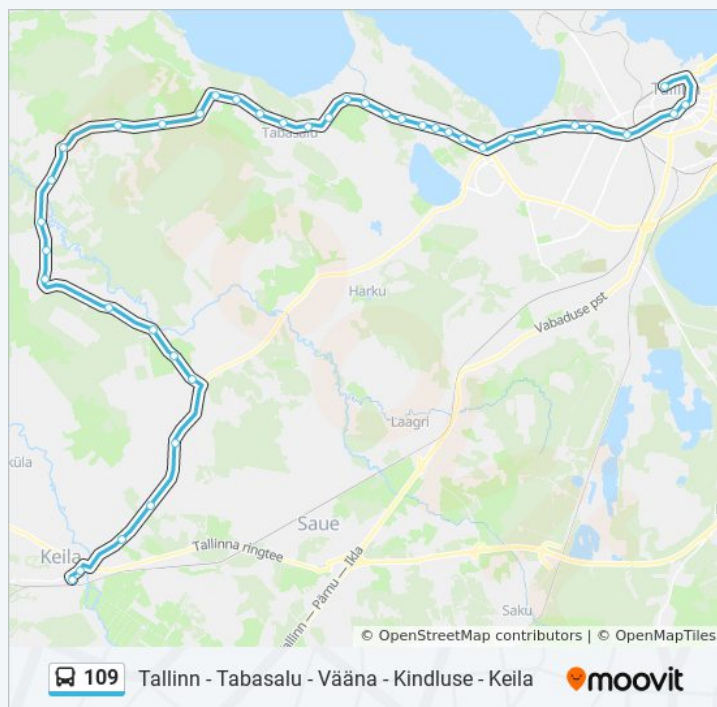 Tallinn
Tabasalu
Harku
Vabaduse pst
Laagri
küla
Saue
Keila
Tallinna ringtee
Tallinn — Pärnu — Ikla
Saku
© OpenStreetMap contributors | © OpenMapTiles
109 Tallinn - Tabasalu - Vääna - Kindluse - Keila moovit